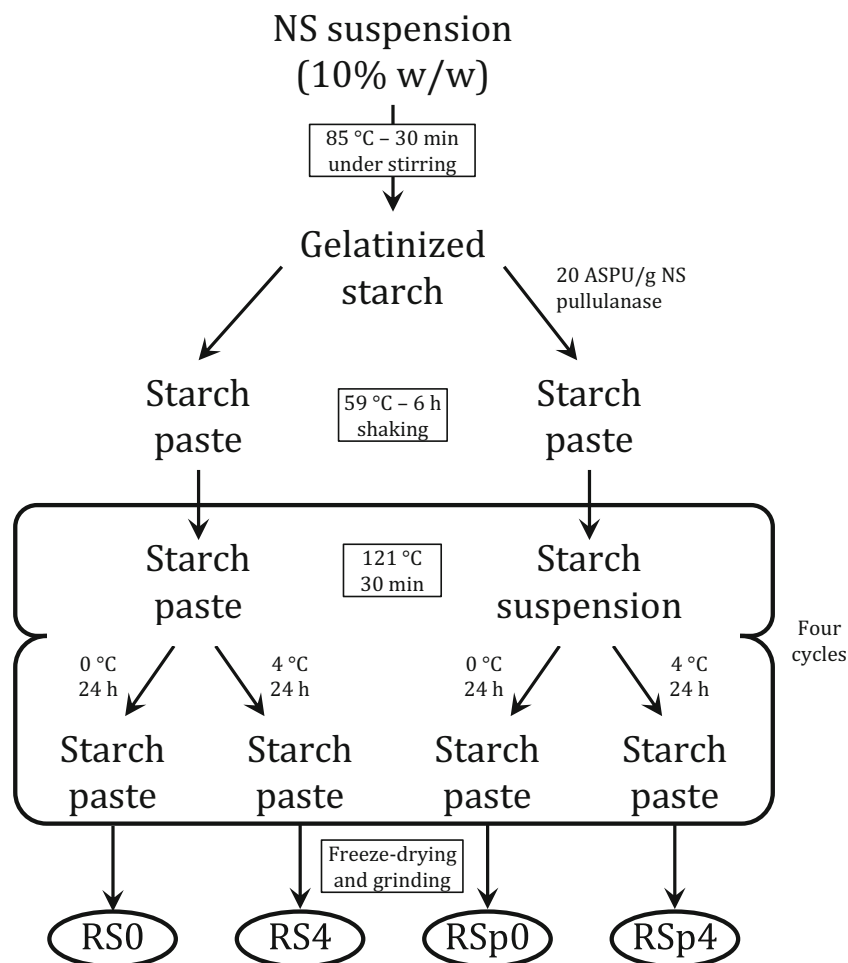 NS suspension
(10% w/w)
85 °C – 30 min
under stirring
Gelatinized
starch
20 ASPU/g NS
pullulanase
Starch
paste
59 °C – 6 h
shaking
Starch
paste
Starch
paste
121 °C
30 min
Starch
suspension
Four
cycles
0 °C
24 h
4 °C
24 h
0 °C
24 h
4 °C
24 h
Starch
paste
Starch
paste
Starch
paste
Starch
paste
Freeze-drying
and grinding
RS0
RS4
RSp0
RSp4